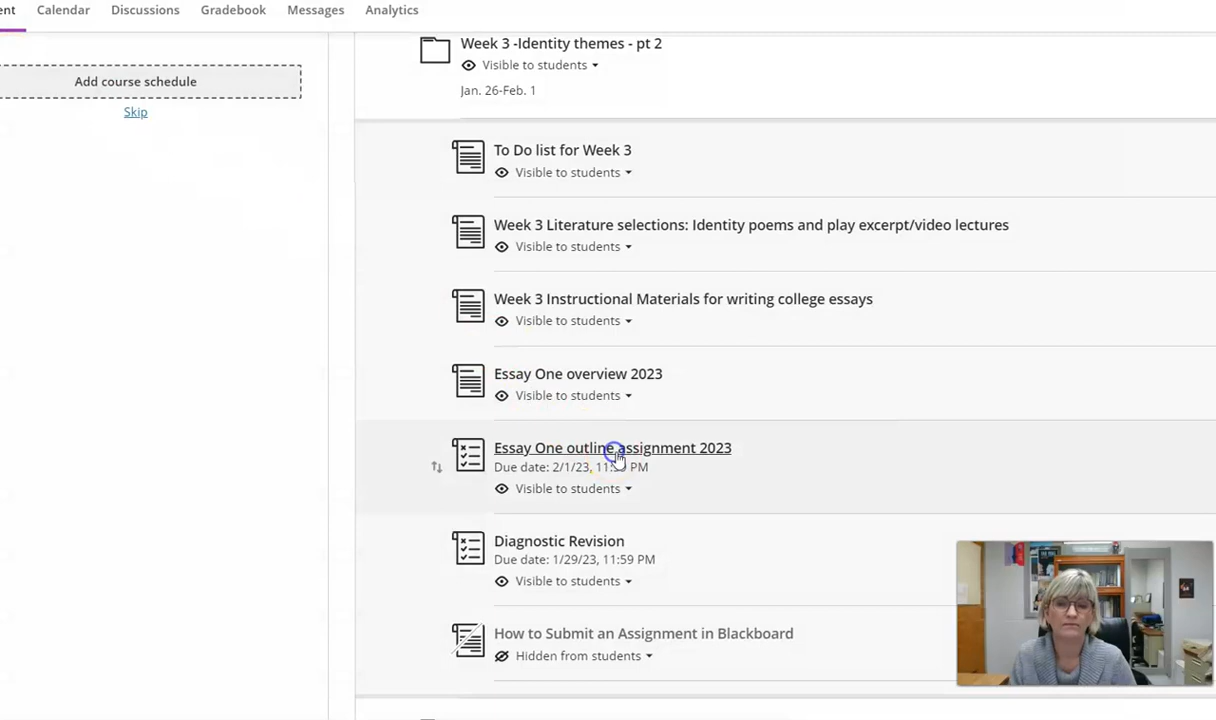 Calendar Discussions Gradebook Messages Analytics
Add course schedule
Skip
Week 3 -Identity themes - pt 2
Visible to students
Jan. 26-Feb. 1
To Do list for Week 3
Visible to students
Week 3 Literature selections: Identity poems and play excerpt/video lectures
Visible to students
Week 3 Instructional Materials for writing college essays
Visible to students
Essay One overview 2023
Visible to students
Essay One outline assignment 2023
Due date: 2/1/23, PM
Visible to students
Diagnostic Revision
Due date: 1/29/23, 11:59 PM
Visible to students
How to Submit an Assignment in Blackboard
Hidden from students